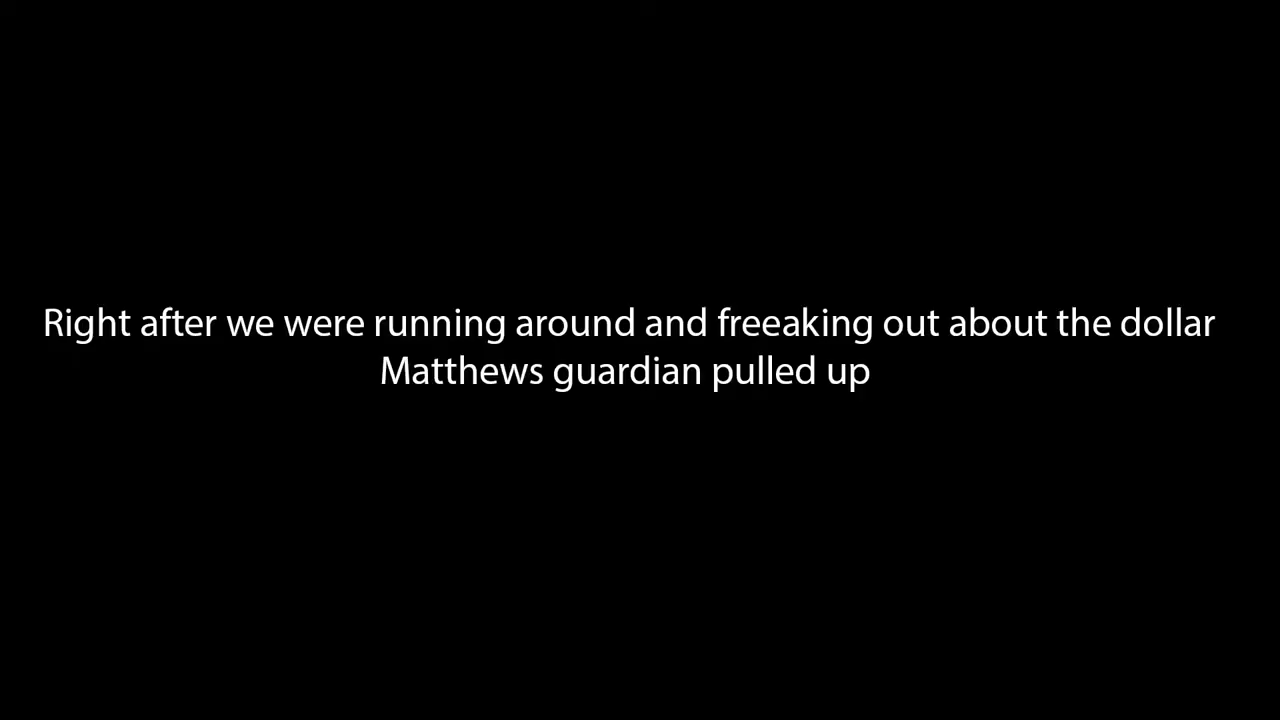 Right after we were running around and freeaking out about the dollar
Matthews guardian pulled up